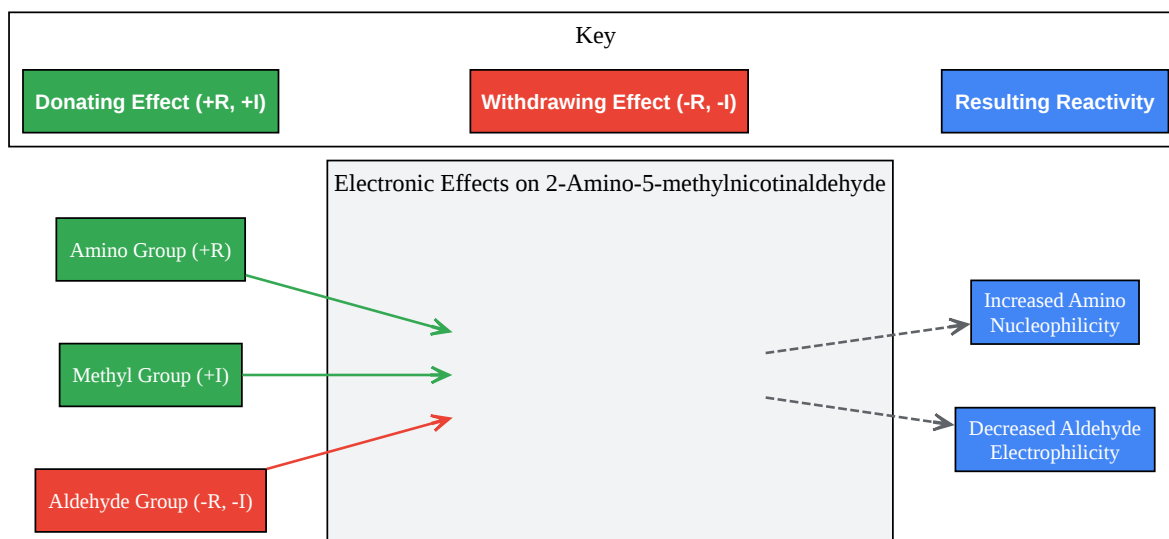 Key
Donating Effect (+R, +I)
Withdrawing Effect (-R, -I)
Resulting Reactivity
Electronic Effects on 2-Amino-5-methylnicotinaldehyde
Amino Group (+R)
Methyl Group (+I)
Aldehyde Group (-R, -I)
Increased Amino
Nucleophilicity
Decreased Aldehyde
Electrophilicity